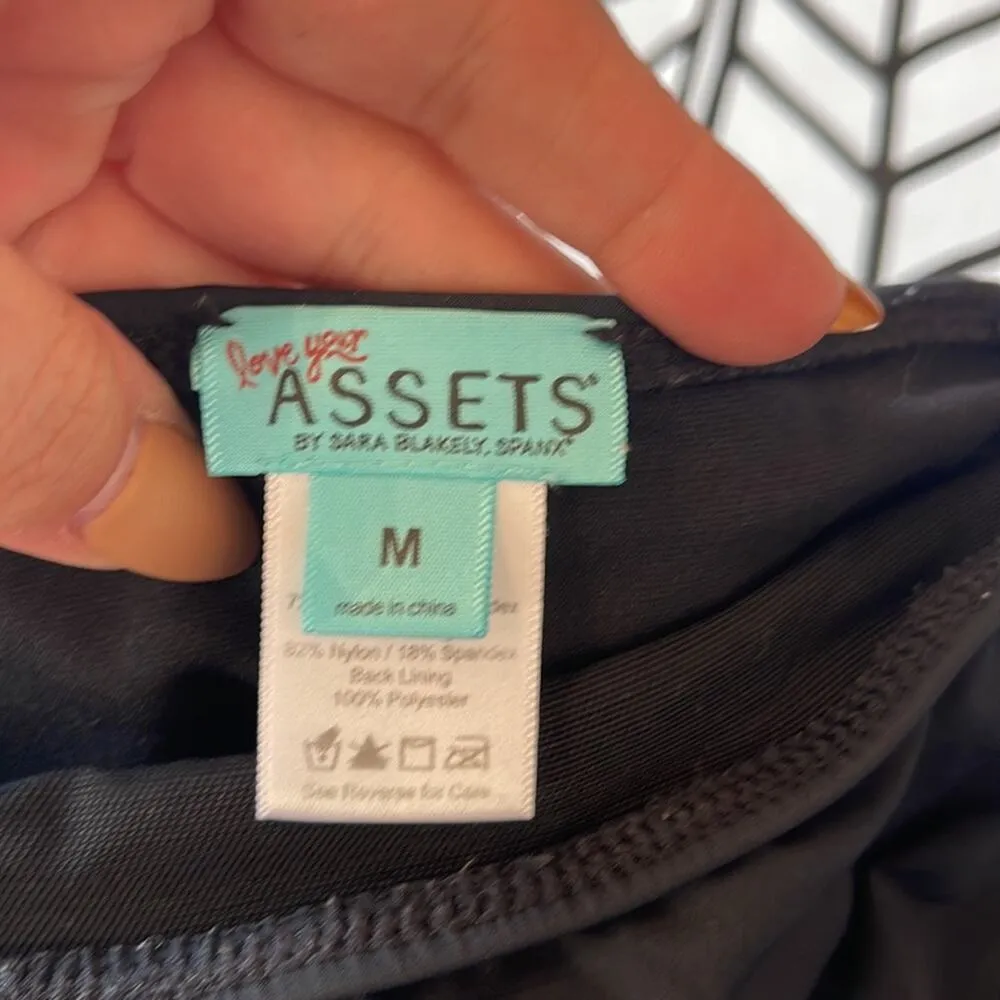 love your
ASSETS®
BY SARA BLAKELY, SPANX®
M
made in china
82% Nylon / 18% Spandex
Back Lining
100% Polyester
See Reverse for Care